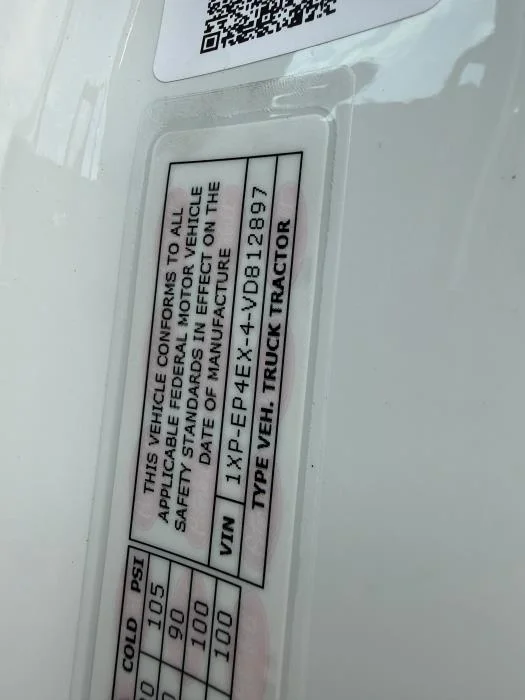 THIS VEHICLE CONFORMS TO ALL
APPLICABLE FEDERAL MOTOR VEHICLE
SAFETY STANDARDS IN EFFECT ON THE
DATE OF MANUFACTURE
VIN 1XP-EP4EX-4-VD812897
TYPE VEH. TRUCK TRACTOR
COLD PSI
105
90
100
100